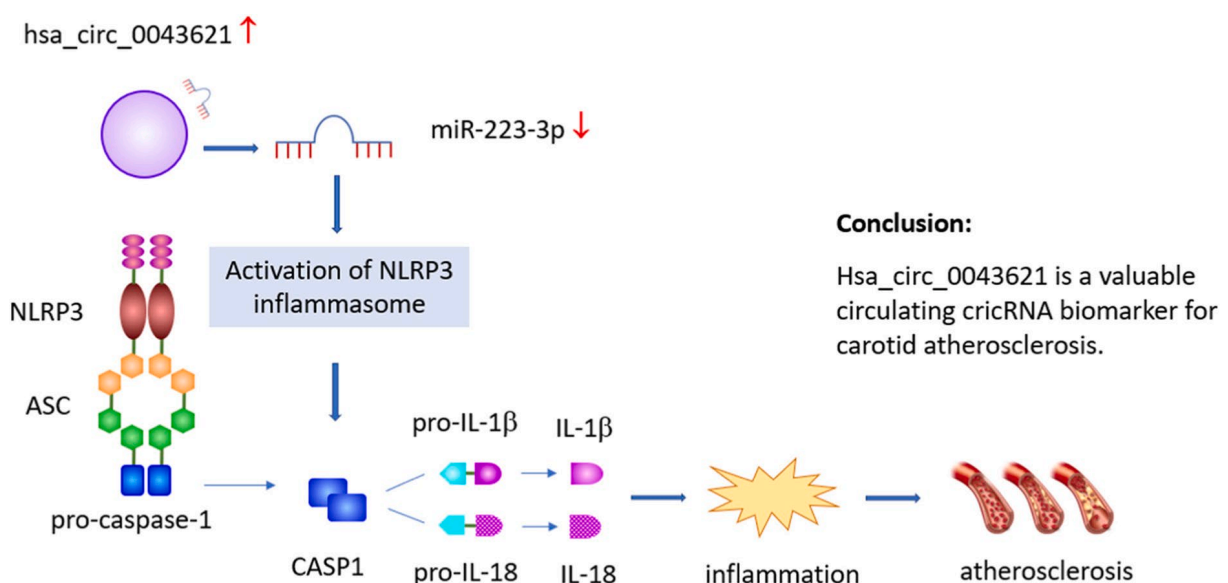 hsa_circ_0043621
miR-223-3p
Activation of NLRP3
inflammasome
NLRP3
ASC
pro-caspase-1
CASP1
pro-IL-1β
IL-1β
pro-IL-18
IL-18
inflammation
atherosclerosis
Conclusion:
Hsa_circ_0043621 is a valuable
circulating cricRNA biomarker for
carotid atherosclerosis.